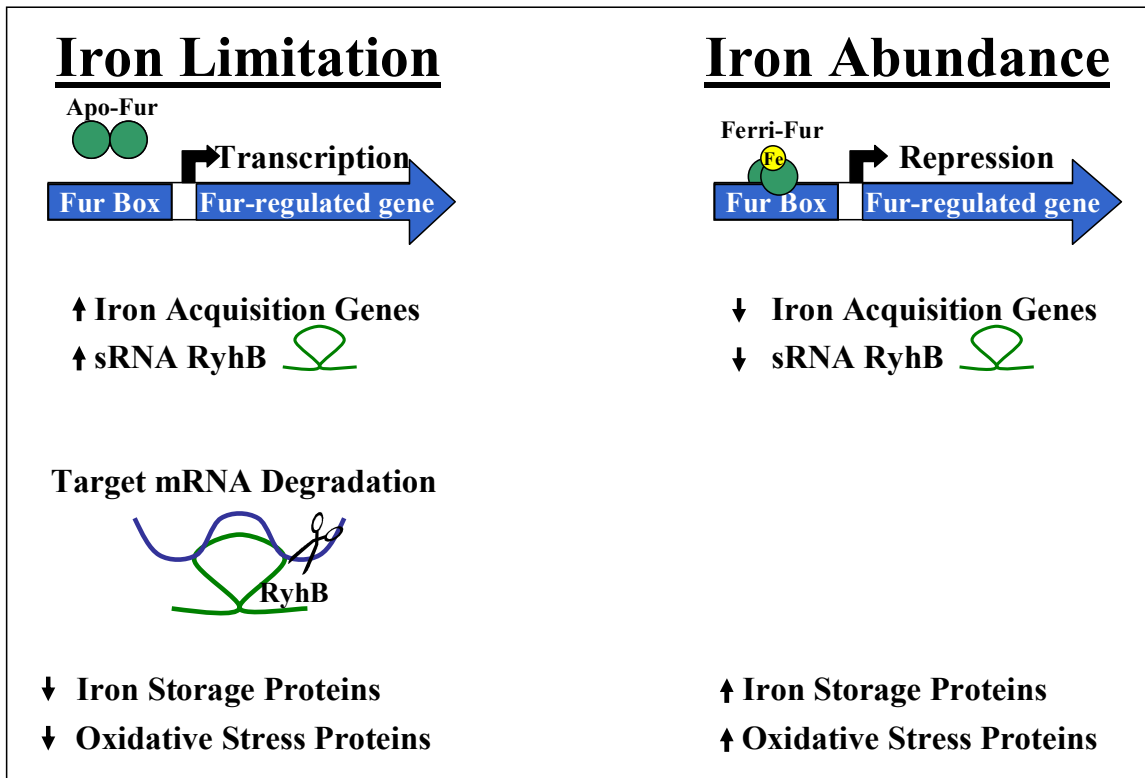 Iron Limitation
Apo-Fur
Transcription
Fur Box
Fur-regulated gene
↑ Iron Acquisition Genes
↑ sRNA RyhB
Target mRNA Degradation
RyhB
↓ Iron Storage Proteins
↓ Oxidative Stress Proteins
Iron Abundance
Ferri-Fur
Fe
Repression
Fur Box
Fur-regulated gene
↓ Iron Acquisition Genes
↓ sRNA RyhB
↑ Iron Storage Proteins
↑ Oxidative Stress Proteins